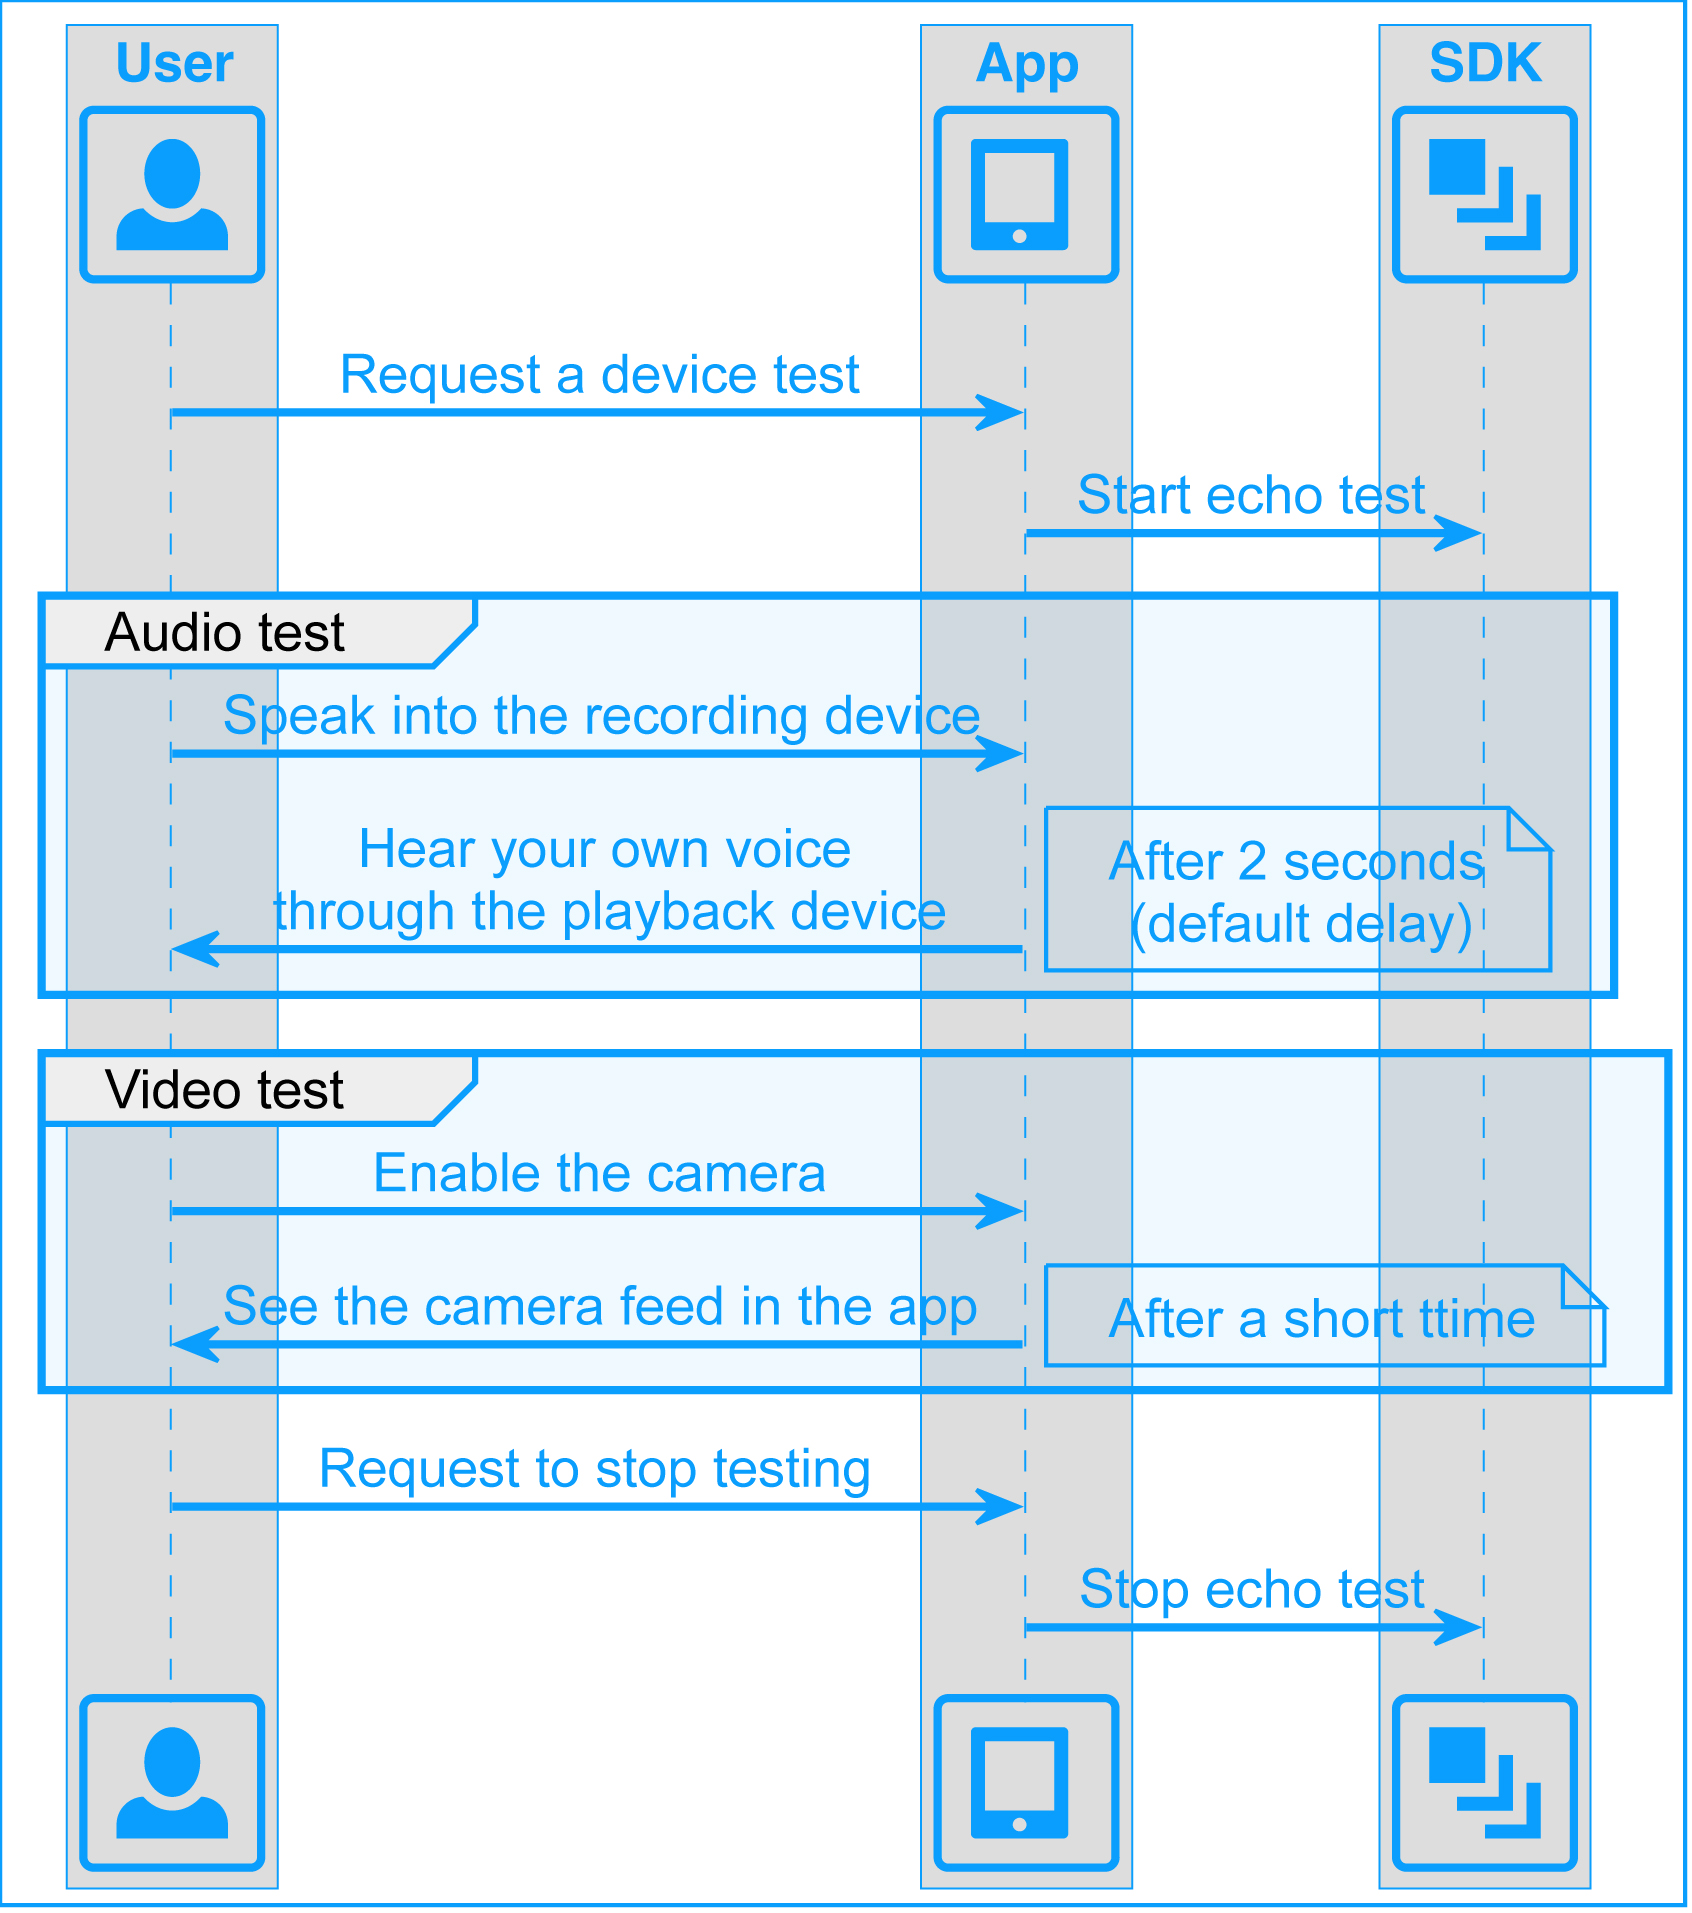 User
App
SDK
Request a device test
Start echo test
Audio test
Speak into the recording device
Hear your own voice
through the playback device
After 2 seconds
(default delay)
Video test
Enable the camera
See the camera feed in the app
After a short ttime
Request to stop testing
Stop echo test